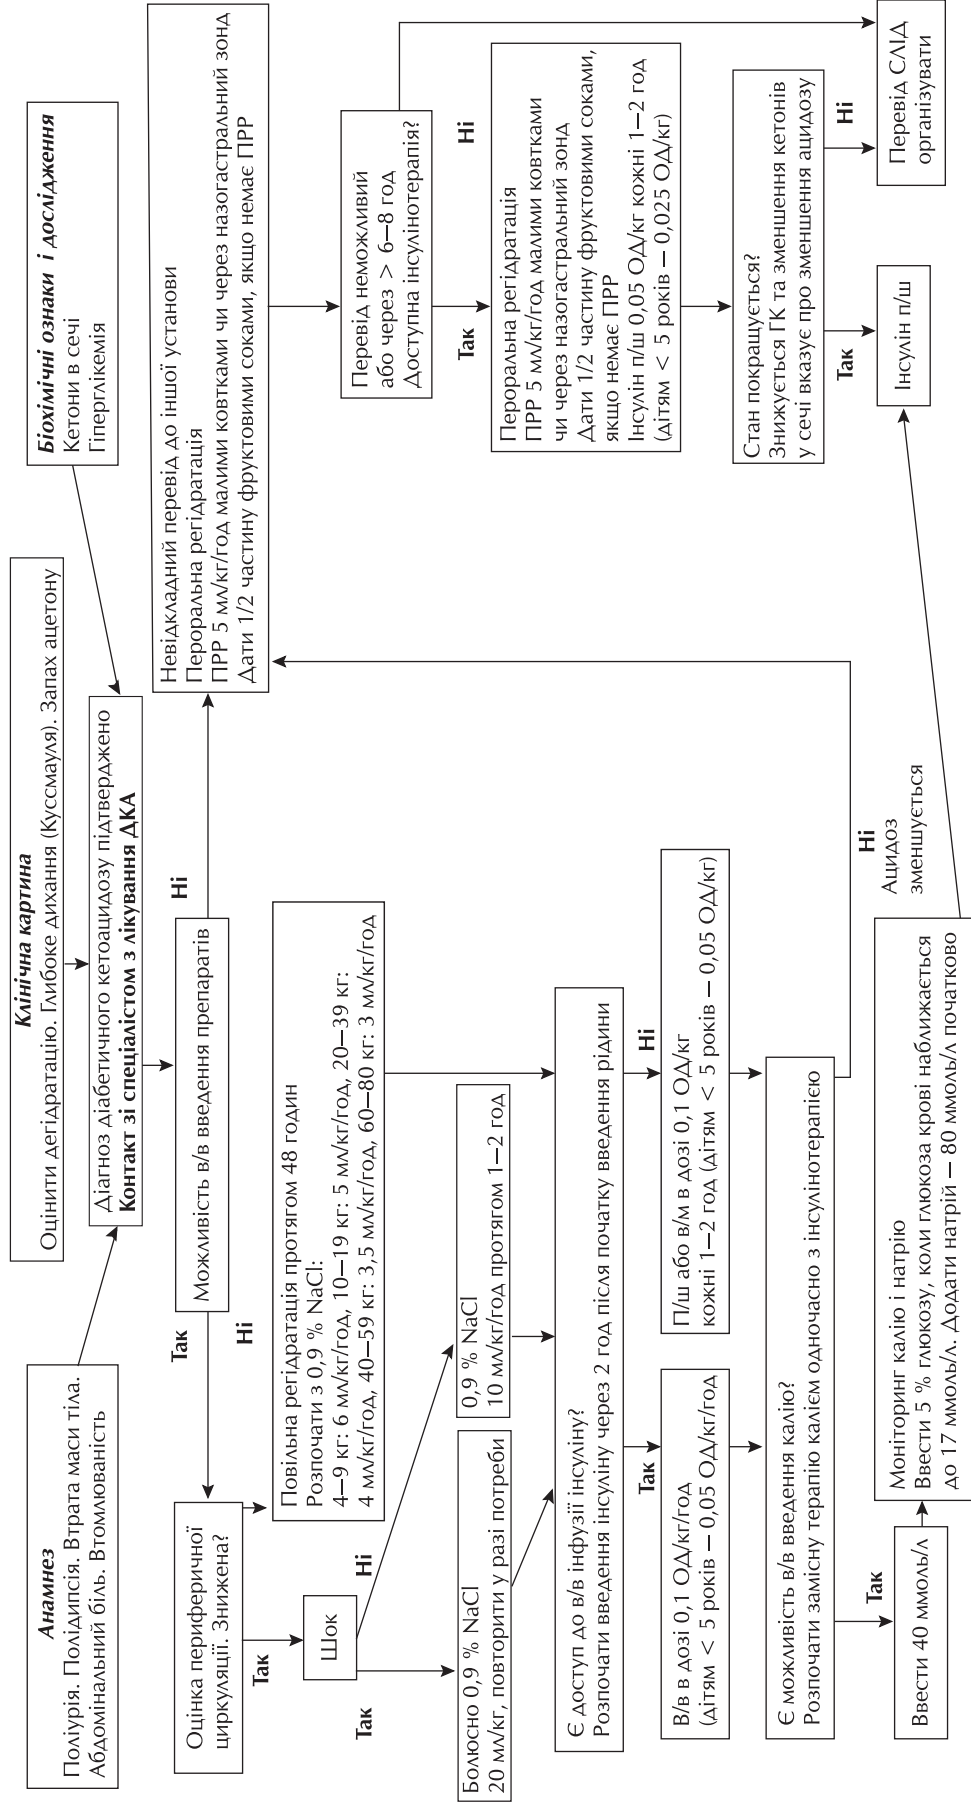 Анамнез
Поліурія. Полідипсія. Втрата маси тіла.
Абдомінальний біль. Втомлюваність
Клінічна картина
Оцінити дегідратацію. Глибоке дихання (Куссмауля). Запах ацетону
Біохімічні ознаки і дослідження
Кетони в сечі
Гіперглікемія
Діагноз діабетичного кетоацидозу підтверджено
Контакт зі спеціалістом з лікування ДКА
Можливість в/в введення препаратів
Так
Ні
Ні
Невідкладний перевід до іншої установи
Пероральна регідратація
ПРР 5 мл/кг/год малими ковтками чи через назогастральний зонд
Дати 1/2 частину фруктовими соками, якщо немає ПРР
Оцінка периферичної
циркуляції. Знижена?
Так
Повільна регідратація протягом 48 годин
Розпочати з 0,9 % NaCl:
4–9 кг: 6 мл/кг/год, 10–19 кг: 5 мл/кг/год, 20–39 кг:
4 мл/кг/год, 40–59 кг: 3,5 мл/кг/год, 60–80 кг: 3 мл/кг/год
Шок
Так
Ні
Болюсно 0,9 % NaCl
20 мл/кг, повторити у разі потреби
0,9 % NaCl
10 мл/кг/год протягом 1–2 год
Є доступ до в/в інфузії інсуліну?
Розпочати введення інсуліну через 2 год після початку введення рідини
Так
Ні
В/в в дозі 0,1 ОД/кг/год
(дітям < 5 років – 0,05 ОД/кг/год
П/ш або в/м в дозі 0,1 ОД/кг
кожні 1–2 год (дітям < 5 років – 0,05 ОД/кг)
Є можливість в/в введення калію?
Розпочати замісну терапію калієм одночасно з інсулінотерапією
Так
Ні
Ввести 40 ммоль/л
Моніторинг калію і натрію
Ввести 5 % глюкозу, коли глюкоза крові наближається
до 17 ммоль/л. Додати натрій – 80 ммоль/л початково
Ацидоз
зменшується
Перевід неможливий
або через > 6–8 год
Доступна інсулінотерапія?
Так
Ні
Пероральна регідратація
ПРР 5 мл/кг/год малими ковтками
чи через назогастральний зонд
Дати 1/2 частину фруктовими соками,
якщо немає ПРР
Інсулін п/ш 0,05 ОД/кг кожні 1–2 год
(дітям < 5 років – 0,025 ОД/кг)
Стан покращується?
Знижується ГК та зменшення кетонів
у сечі вказує про зменшення ацидозу
Так
Ні
Інсулін п/ш
Перевід СЛІД
організувати